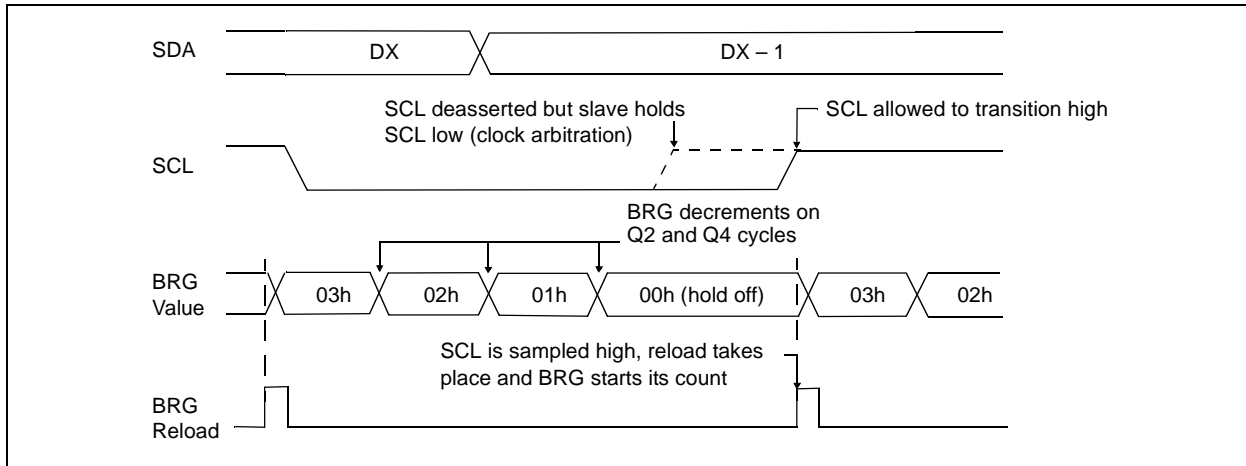 SDA
DX
DX – 1
SCL deasserted but slave holds
SCL low (clock arbitration)
SCL allowed to transition high
SCL
BRG decrements on
Q2 and Q4 cycles
BRG
Value
03h
02h
01h
00h (hold off)
03h
02h
SCL is sampled high, reload takes
place and BRG starts its count
BRG
Reload